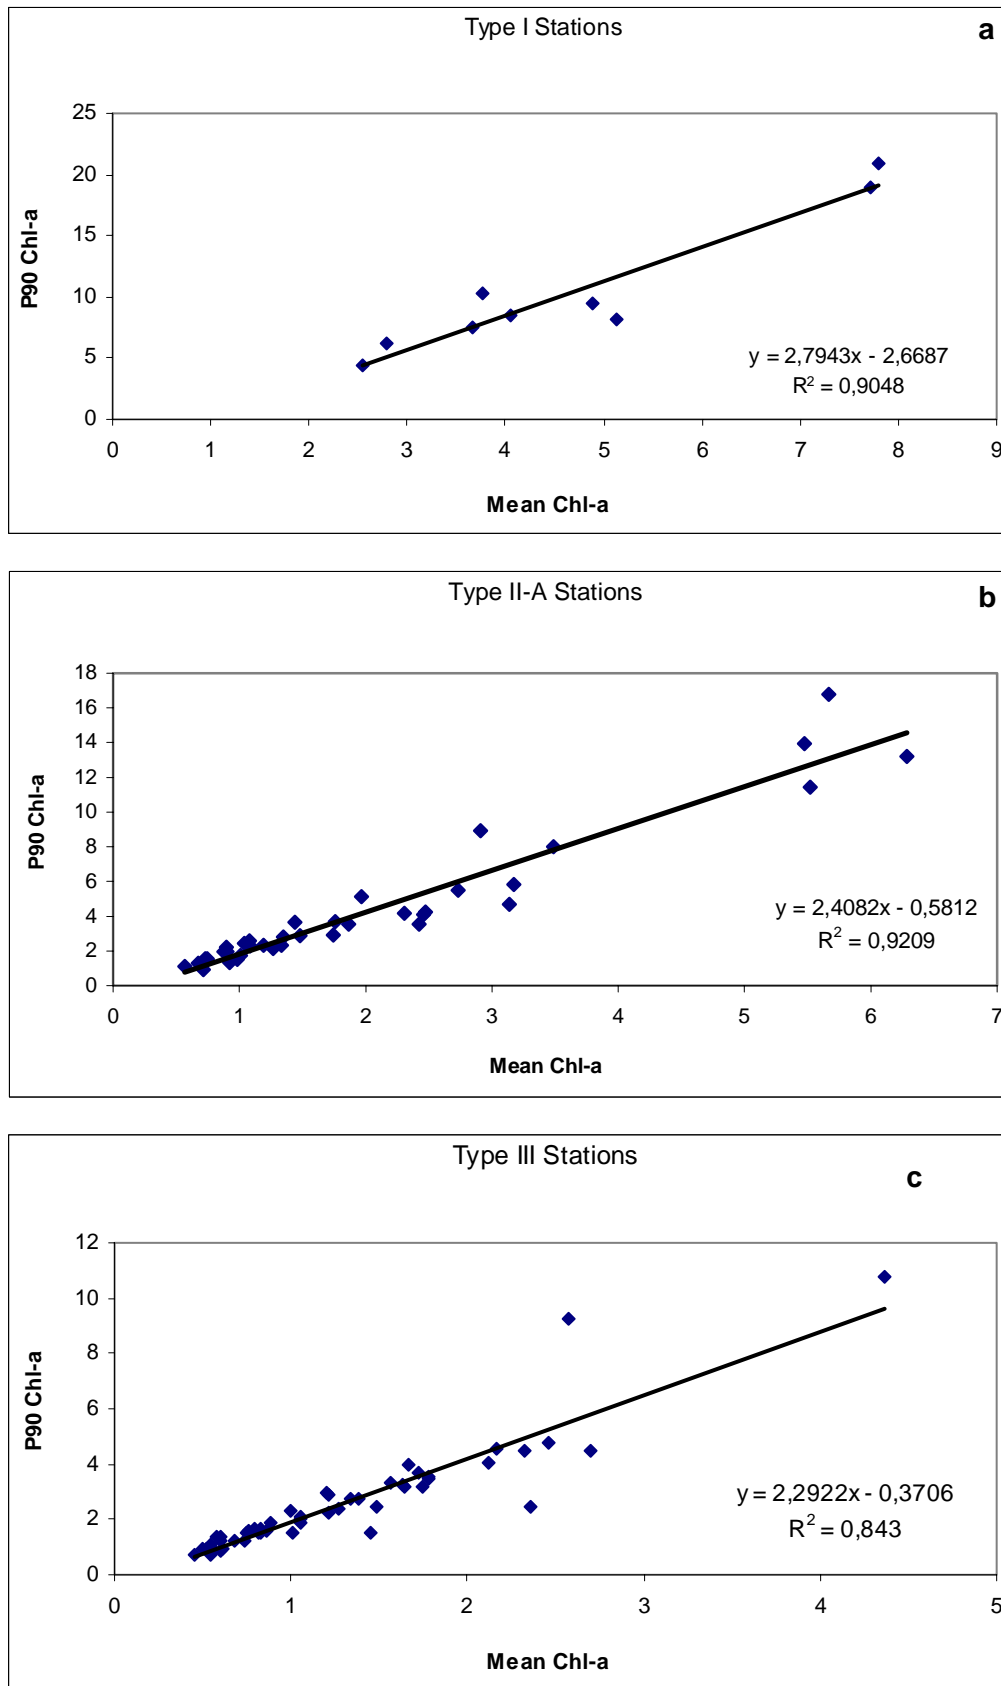 Type I Stations
a
25
20
15
10
5
0
P90 Chl-a
y = 2,7943x - 2,6687
R² = 0,9048
0 1 2 3 4 5 6 7 8 9
Mean Chl-a
Type II-A Stations
b
18
16
14
12
10
8
6
4
2
0
P90 Chl-a
y = 2,4082x - 0,5812
R² = 0,9209
0 1 2 3 4 5 6 7
Mean Chl-a
Type III Stations
c
12
10
8
6
4
2
0
P90 Chl-a
y = 2,2922x - 0,3706
R² = 0,843
0 1 2 3 4 5
Mean Chl-a